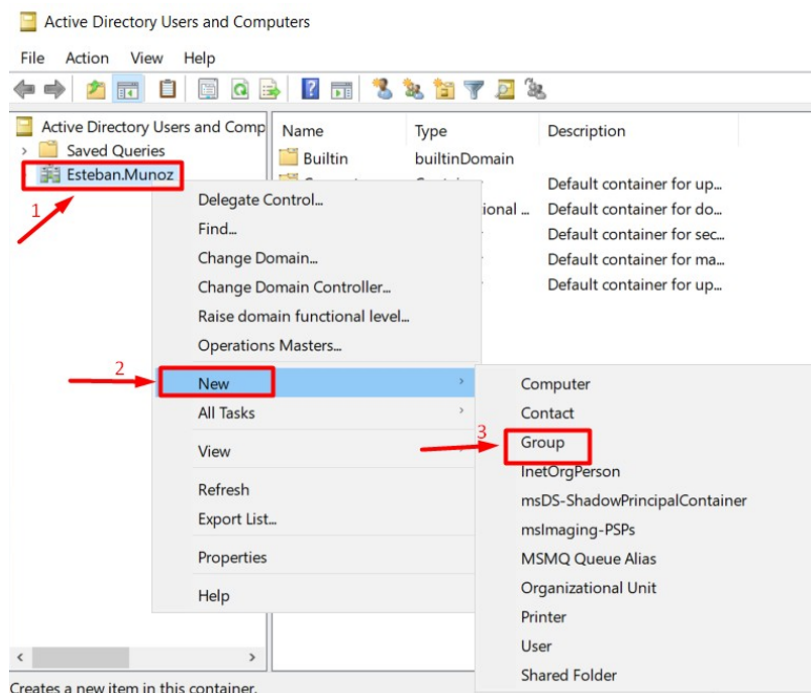 Active Directory Users and Computers
File Action View Help
Active Directory Users and Comp
Saved Queries
Esteban.Munoz
1
Name Type Description
Builtin builtinDomain
Default container for up...
ional ... Default container for do...
Default container for sec...
Default container for ma...
Default container for up...
Delegate Control...
Find...
Change Domain...
Change Domain Controller...
Raise domain functional level...
Operations Masters...
2
New
All Tasks
View
Refresh
Export List...
Properties
Help
Computer
Contact
3
Group
InetOrgPerson
msDS-ShadowPrincipalContainer
msImaging-PSPs
MSMQ Queue Alias
Organizational Unit
Printer
User
Shared Folder
Creates a new item in this container.